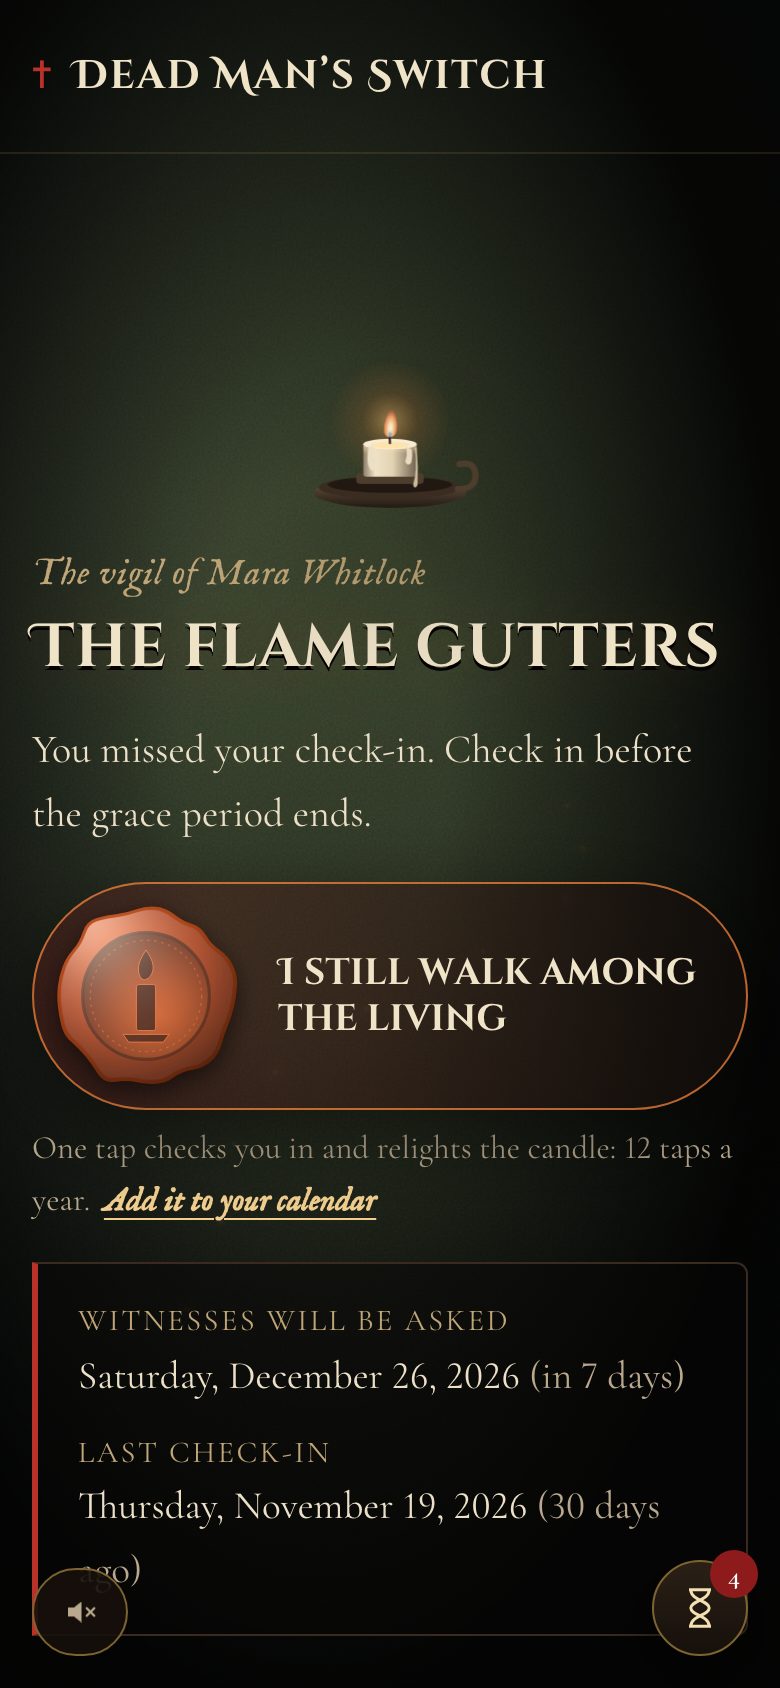 † DEAD MAN'S SWITCH
The vigil of Mara Whitlock
THE FLAME GUTTERS
You missed your check-in. Check in before
the grace period ends.
I STILL WALK AMONG
THE LIVING
One tap checks you in and relights the candle: 12 taps a
year. Add it to your calendar
WITNESSES WILL BE ASKED
Saturday, December 26, 2026 (in 7 days)
LAST CHECK-IN
Thursday, November 19, 2026 (30 days
ago)
4